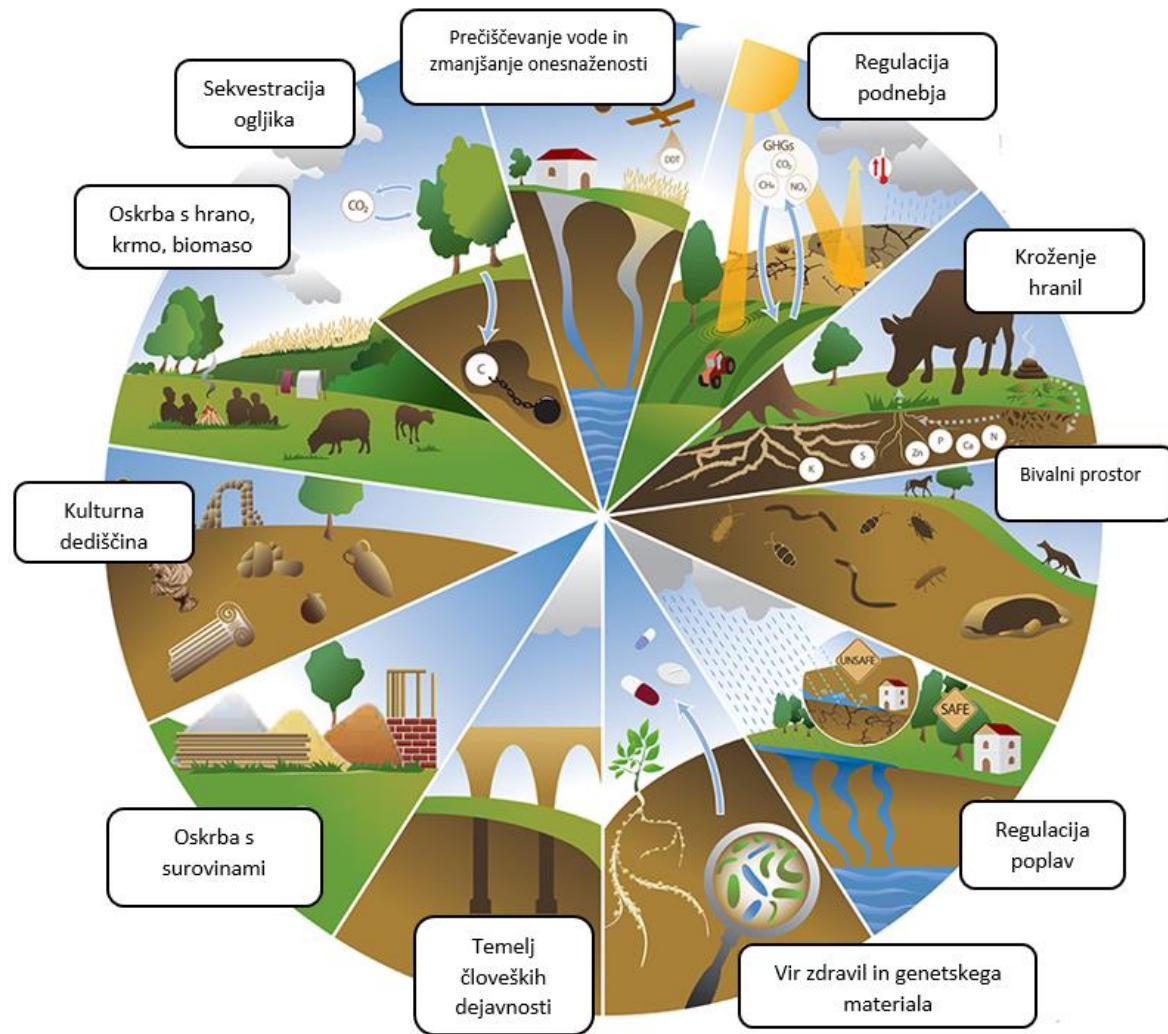 Prečiščevanje vode in
zmanjšanje onesnaženosti
Regulacija
podnebja
Sekvestracija
ogljika
Oskrba s hrano,
krmo, biomaso
Kroženje
hranil
Bivalni prostor
Kulturna
dediščina
Oskrba s
surovinami
Temelj
človeških
dejavnosti
Vir zdravil in genetskega
materiala
Regulacija
poplav
DDT
GHGs
CO₂
CH₄
NOₓ
CO₂
C
K
S
Zn
P
Ca
N
UNSAFE
SAFE